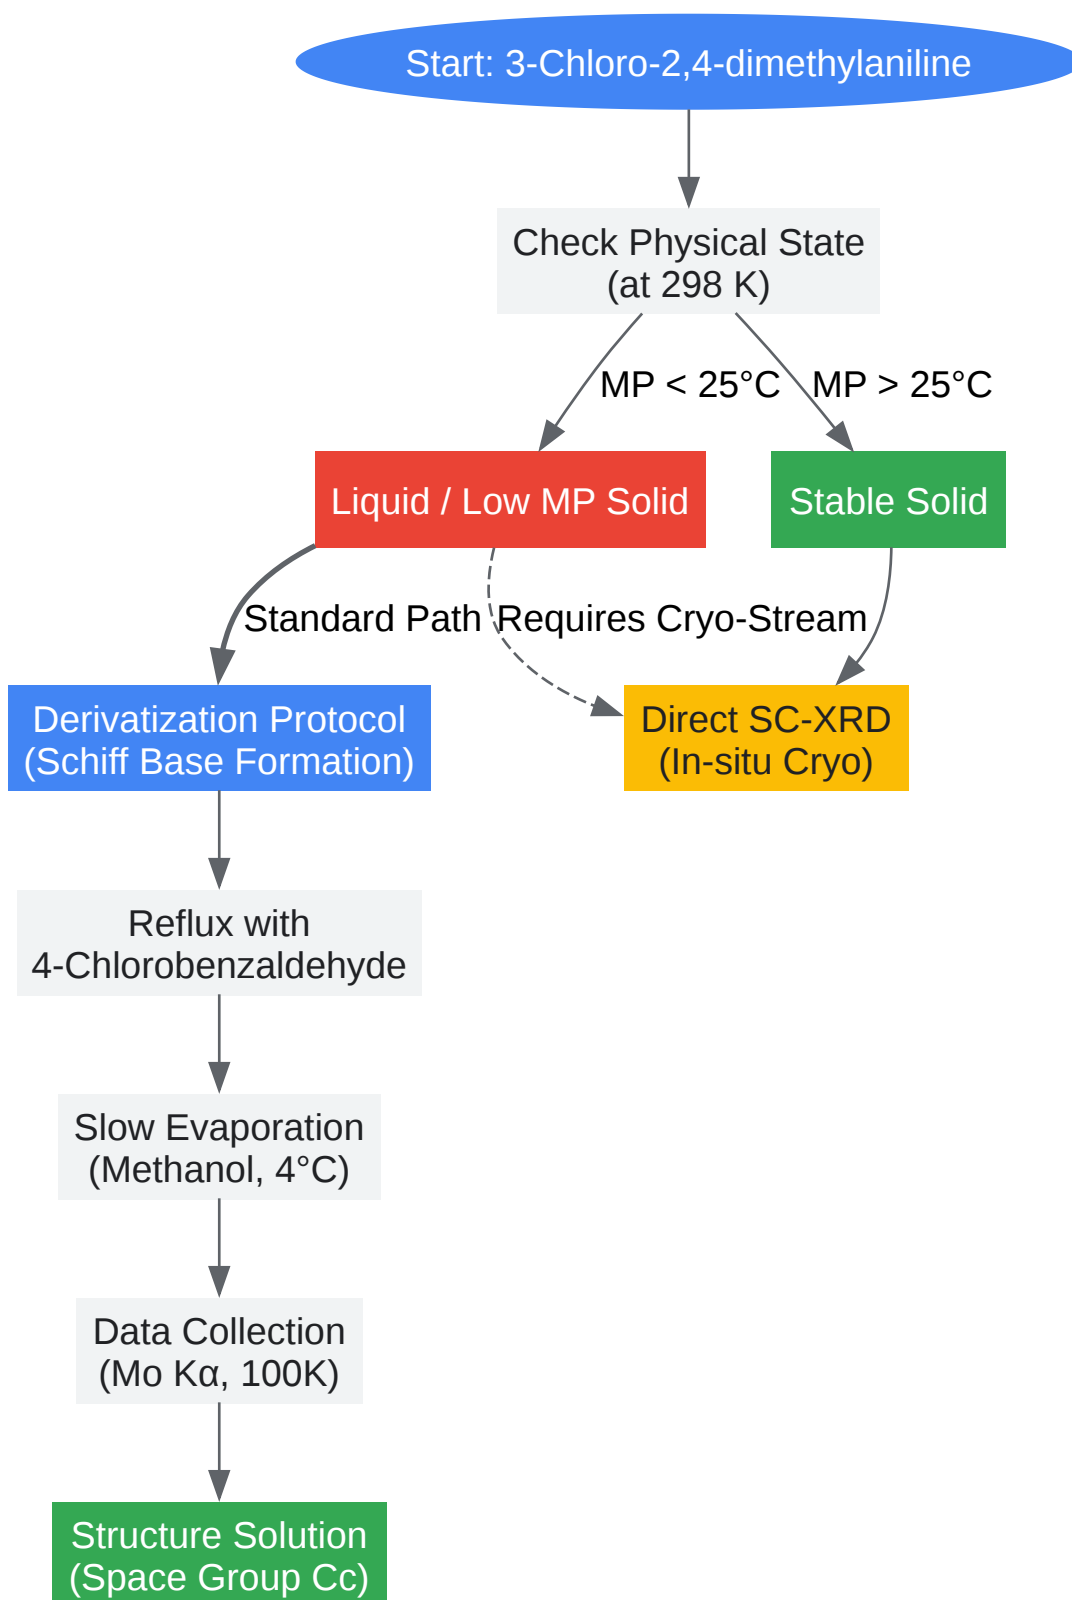 Start: 3-Chloro-2,4-dimethylaniline
Check Physical State
(at 298 K)
MP < 25°C
MP > 25°C
Liquid / Low MP Solid
Stable Solid
Standard Path
Requires Cryo-Stream
Derivatization Protocol
(Schiff Base Formation)
Direct SC-XRD
(In-situ Cryo)
Reflux with
4-Chlorobenzaldehyde
Slow Evaporation
(Methanol, 4°C)
Data Collection
(Mo Kα, 100K)
Structure Solution
(Space Group Cc)